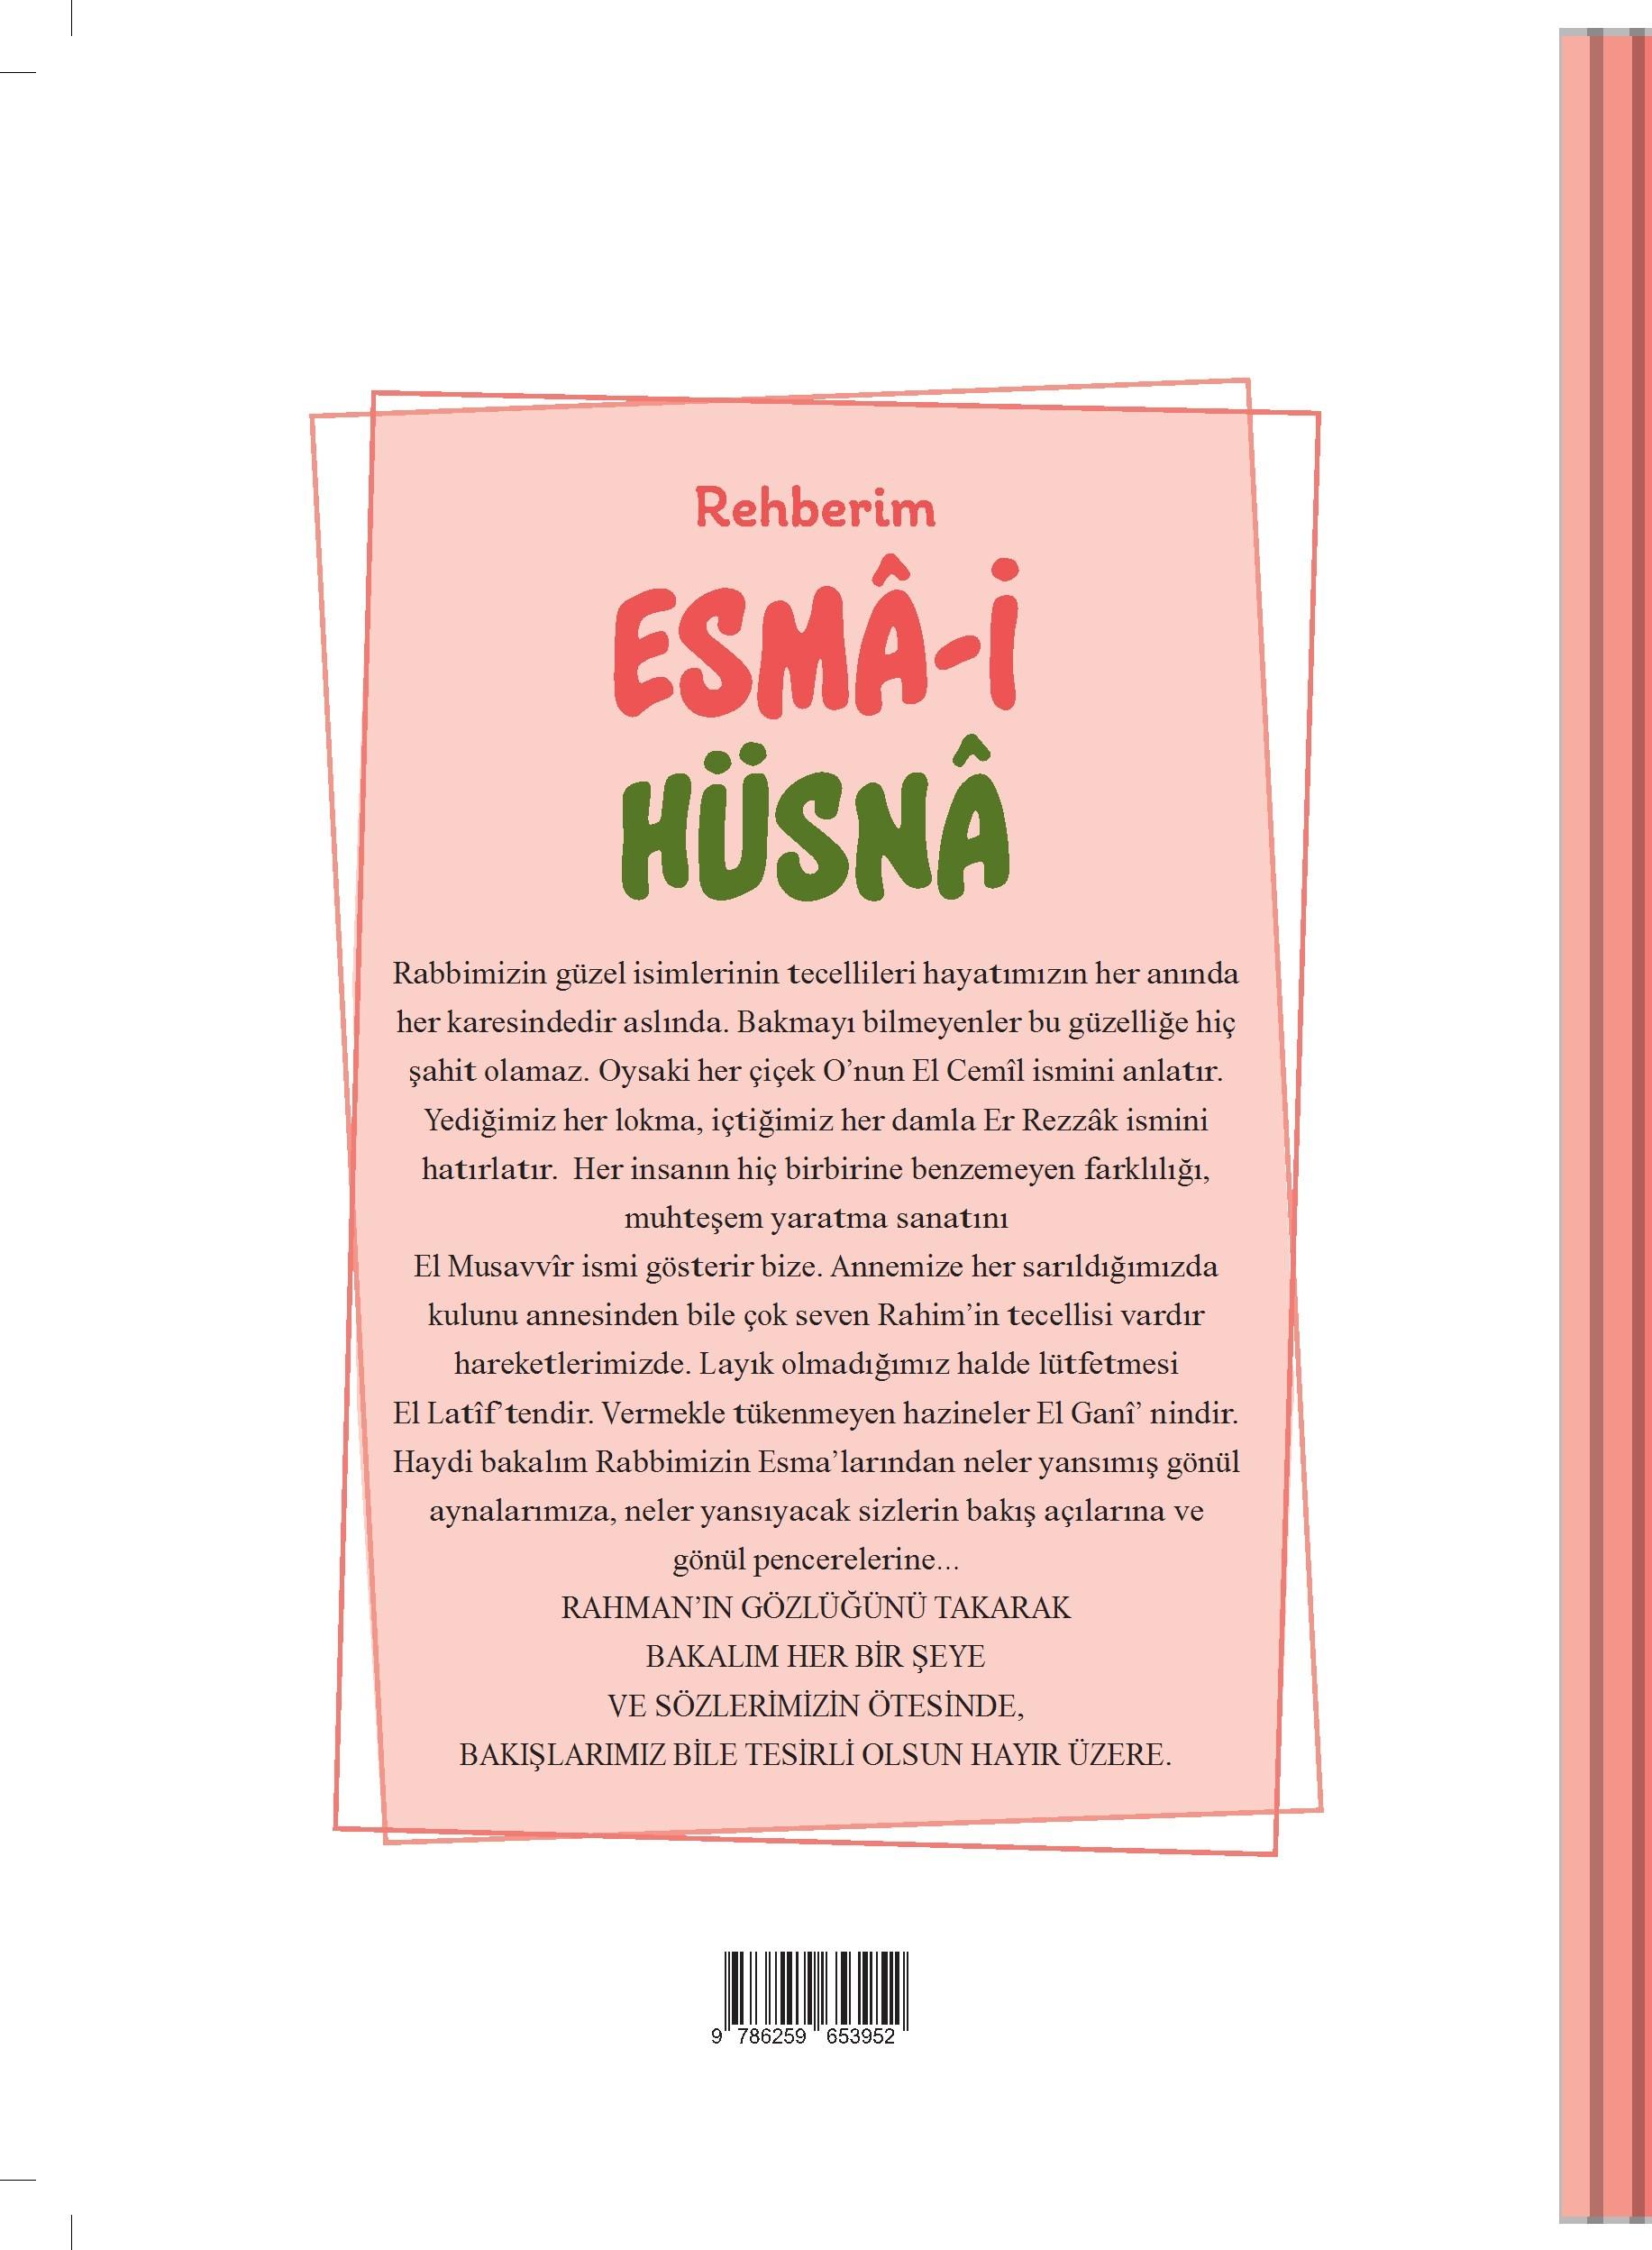 Rehberim
ESMÂ-İ
HÜSNÂ
Rabbimizin güzel isimlerinin tecellileri hayatımızın her anında
her karesindedir aslında. Bakmayı bilmeyenler bu güzelliğe hiç
şahit olamaz. Oysaki her çiçek O’nun El Cemîl ismini anlatır.
Yediğimiz her lokma, içtiğimiz her damla Er Rezzâk ismini
hatırlatır.  Her insanın hiç birbirine benzemeyen farklılığı,
muhteşem yaratma sanatını
El Musavvîr ismi gösterir bize. Annemize her sarıldığımızda
kulunu annesinden bile çok seven Rahim’in tecellisi vardır
hareketlerimizde. Layık olmadığımız halde lütfetmesi
El Latîf’tendir. Vermekle tükenmeyen hazineler El Ganî’ nindir.
Haydi bakalım Rabbimizin Esma’larından neler yansımış gönül
aynalarımıza, neler yansıyacak sizlerin bakış açılarına ve
gönül pencerelerine...
RAHMAN’IN GÖZLÜĞÜNÜ TAKARAK
BAKALIM HER BİR ŞEYE
VE SÖZLERİMİZİN ÖTESİNDE,
BAKIŞLARIMIZ BİLE TESİRLİ OLSUN HAYIR ÜZERE.
9 786259 653952